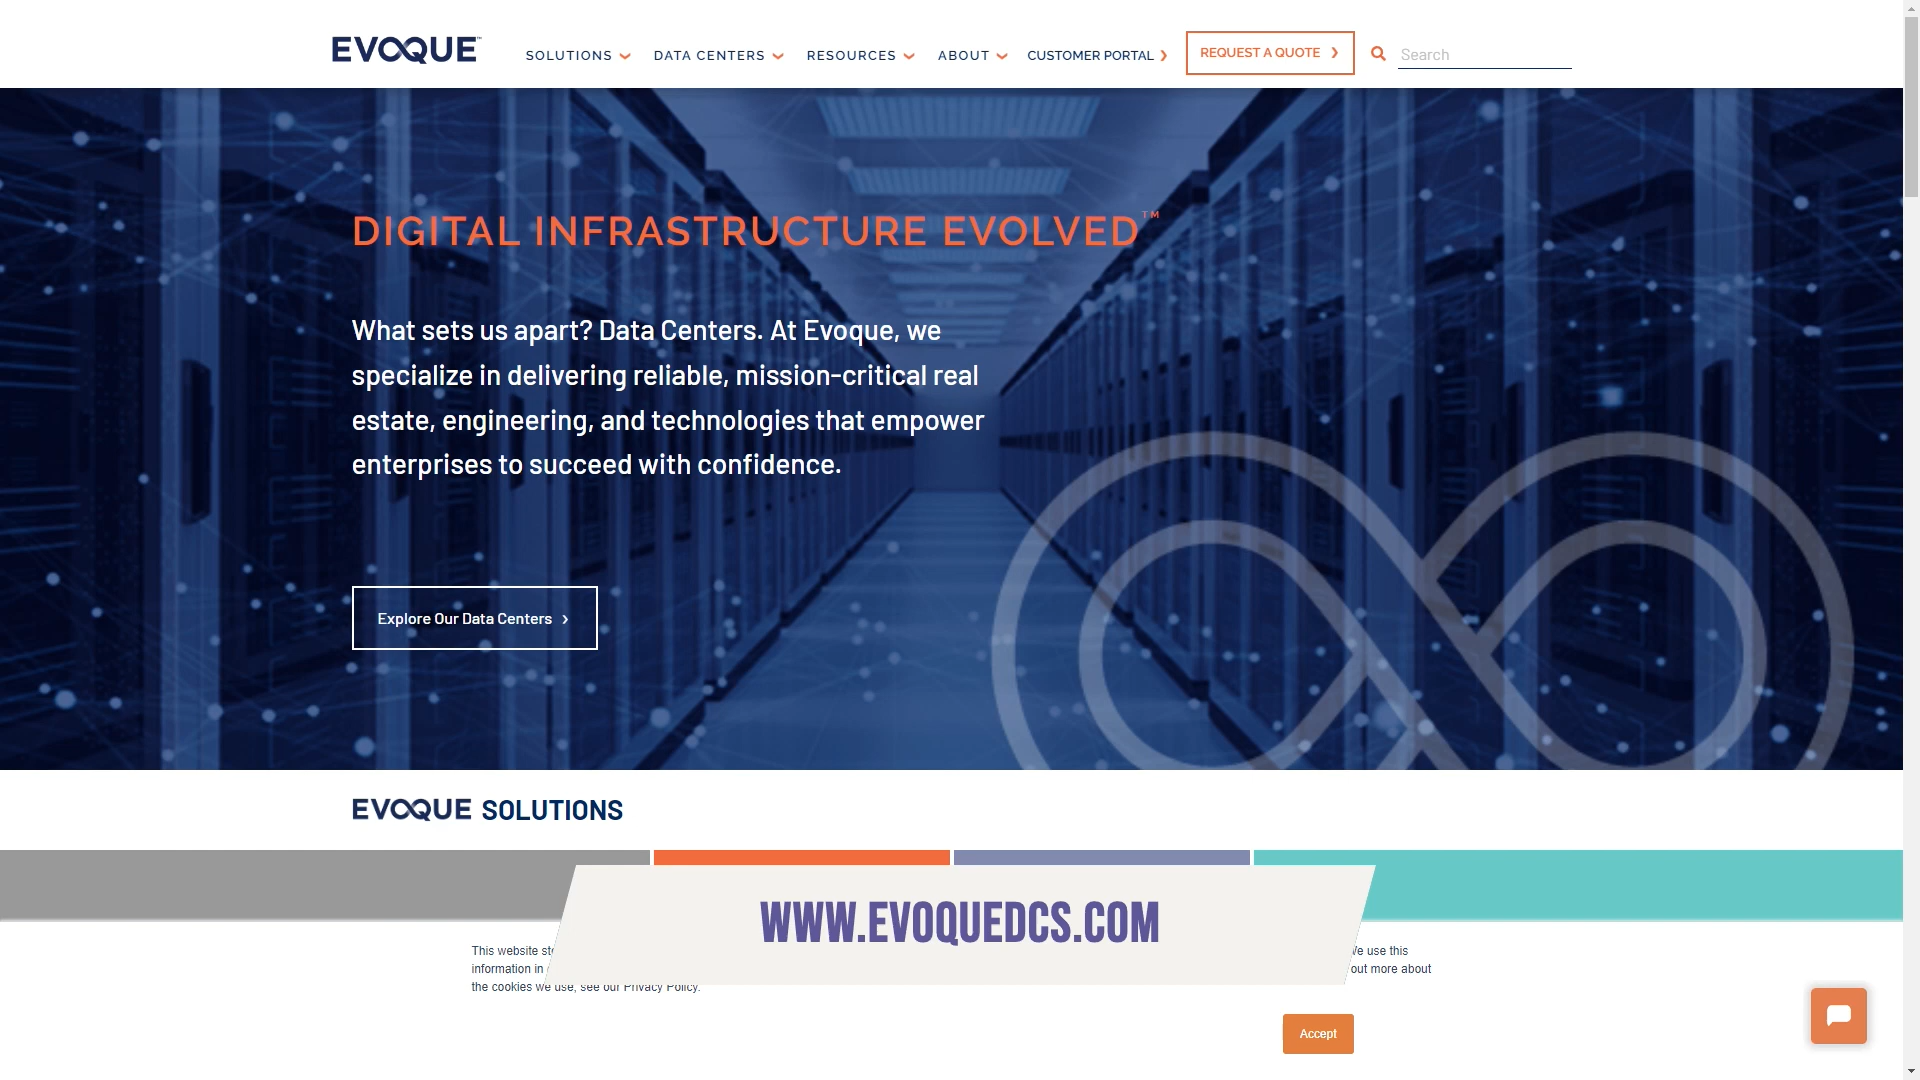 EVOQUE™
SOLUTIONS
DATA CENTERS
RESOURCES
ABOUT
CUSTOMER PORTAL
REQUEST A QUOTE
Search
DIGITAL INFRASTRUCTURE EVOLVED™
What sets us apart? Data Centers. At Evoque, we
specialize in delivering reliable, mission-critical real
estate, engineering, and technologies that empower
enterprises to succeed with confidence.
Explore Our Data Centers
EVOQUE SOLUTIONS
WWW.EVOQUEDCS.COM
This website
use this
information in
out more about
the cookies we use, see our Privacy Policy.
Accept